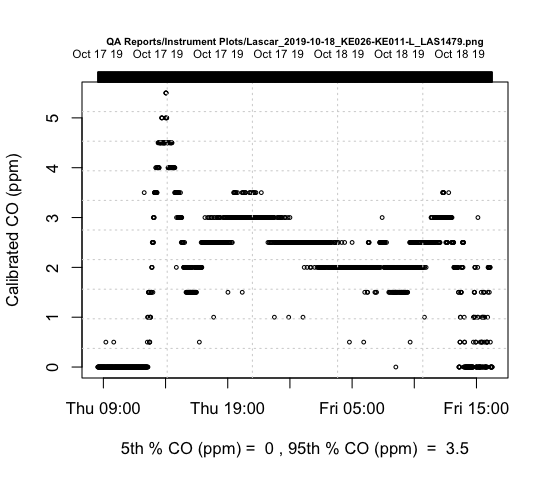 QA Reports/Instrument Plots/Lascar_2019-10-18_KE026-KE011-L_LAS1479.png
Oct 17 19 Oct 17 19 Oct 17 19 Oct 17 19 Oct 18 19 Oct 18 19 Oct 18 19
Calibrated CO (ppm)
5
4
3
2
1
0
Thu 09:00 Thu 19:00 Fri 05:00 Fri 15:00
5th % CO (ppm) = 0 , 95th % CO (ppm) = 3.5